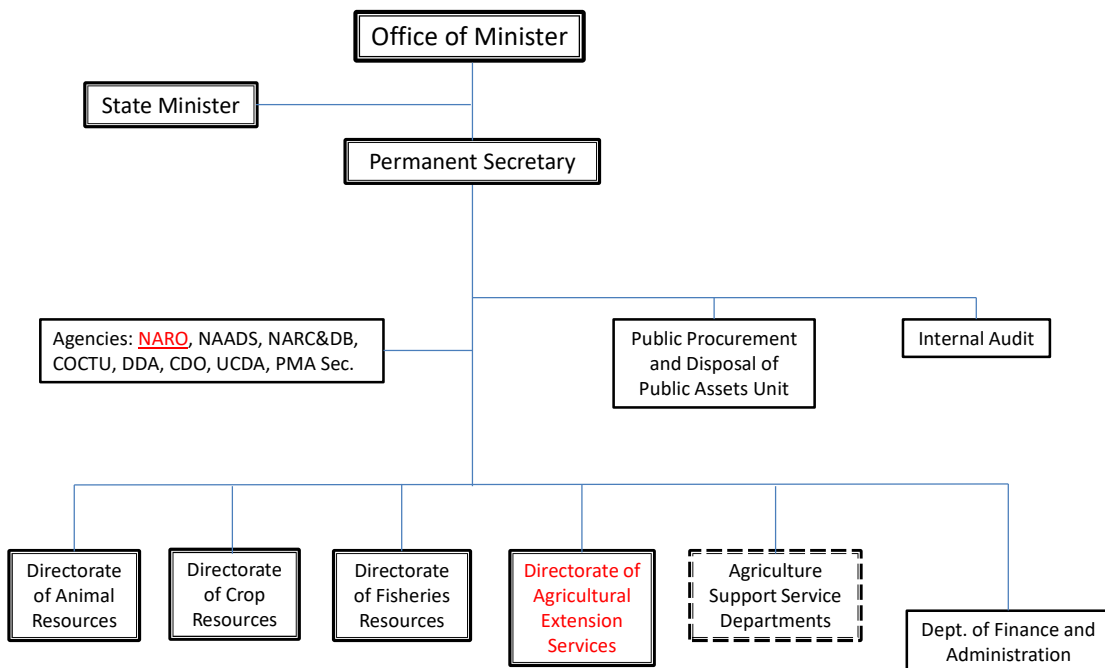 Office of Minister
State Minister
Permanent Secretary
Agencies: NARO, NAADS, NARC&DB,
COCTU, DDA, CDO, UCDA, PMA Sec.
Public Procurement
and Disposal of
Public Assets Unit
Internal Audit
Directorate
of Animal
Resources
Directorate
of Crop
Resources
Directorate
of Fisheries
Resources
Directorate of
Agricultural
Extension
Services
Agriculture
Support Service
Departments
Dept. of Finance and
Administration